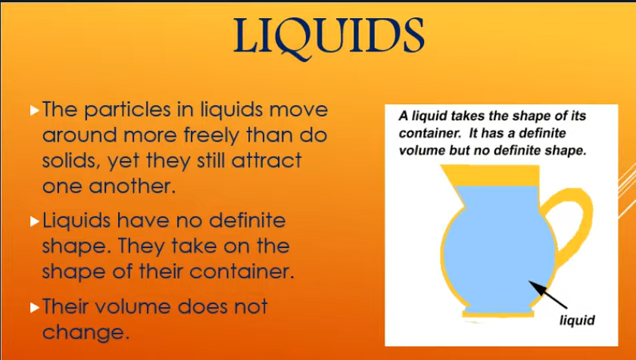 LIQUIDS
The particles in liquids move
around more freely than do
solids, yet they still attract
one another.
Liquids have no definite
shape. They take on the
shape of their container.
Their volume does not
change.
A liquid takes the shape of its
container. It has a definite
volume but no definite shape.
liquid